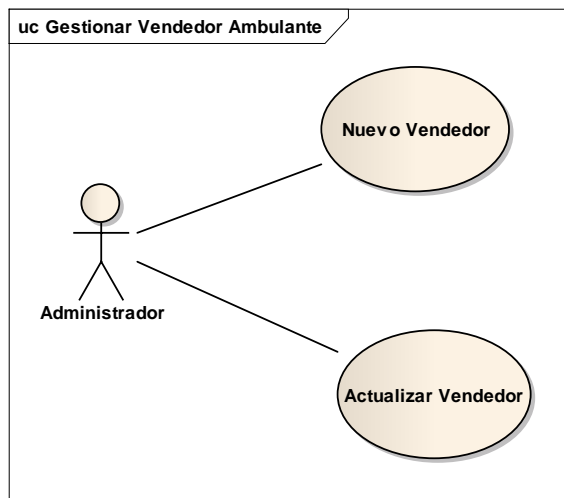 uc Gestionar Vendedor Ambulante
Nuevo Vendedor
Administrador
Actualizar Vendedor